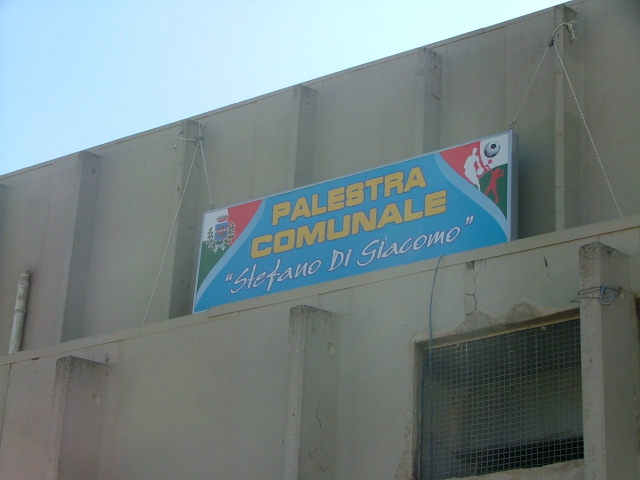 PALESTRA
COMUNALE
"Stefano Di Giacomo"